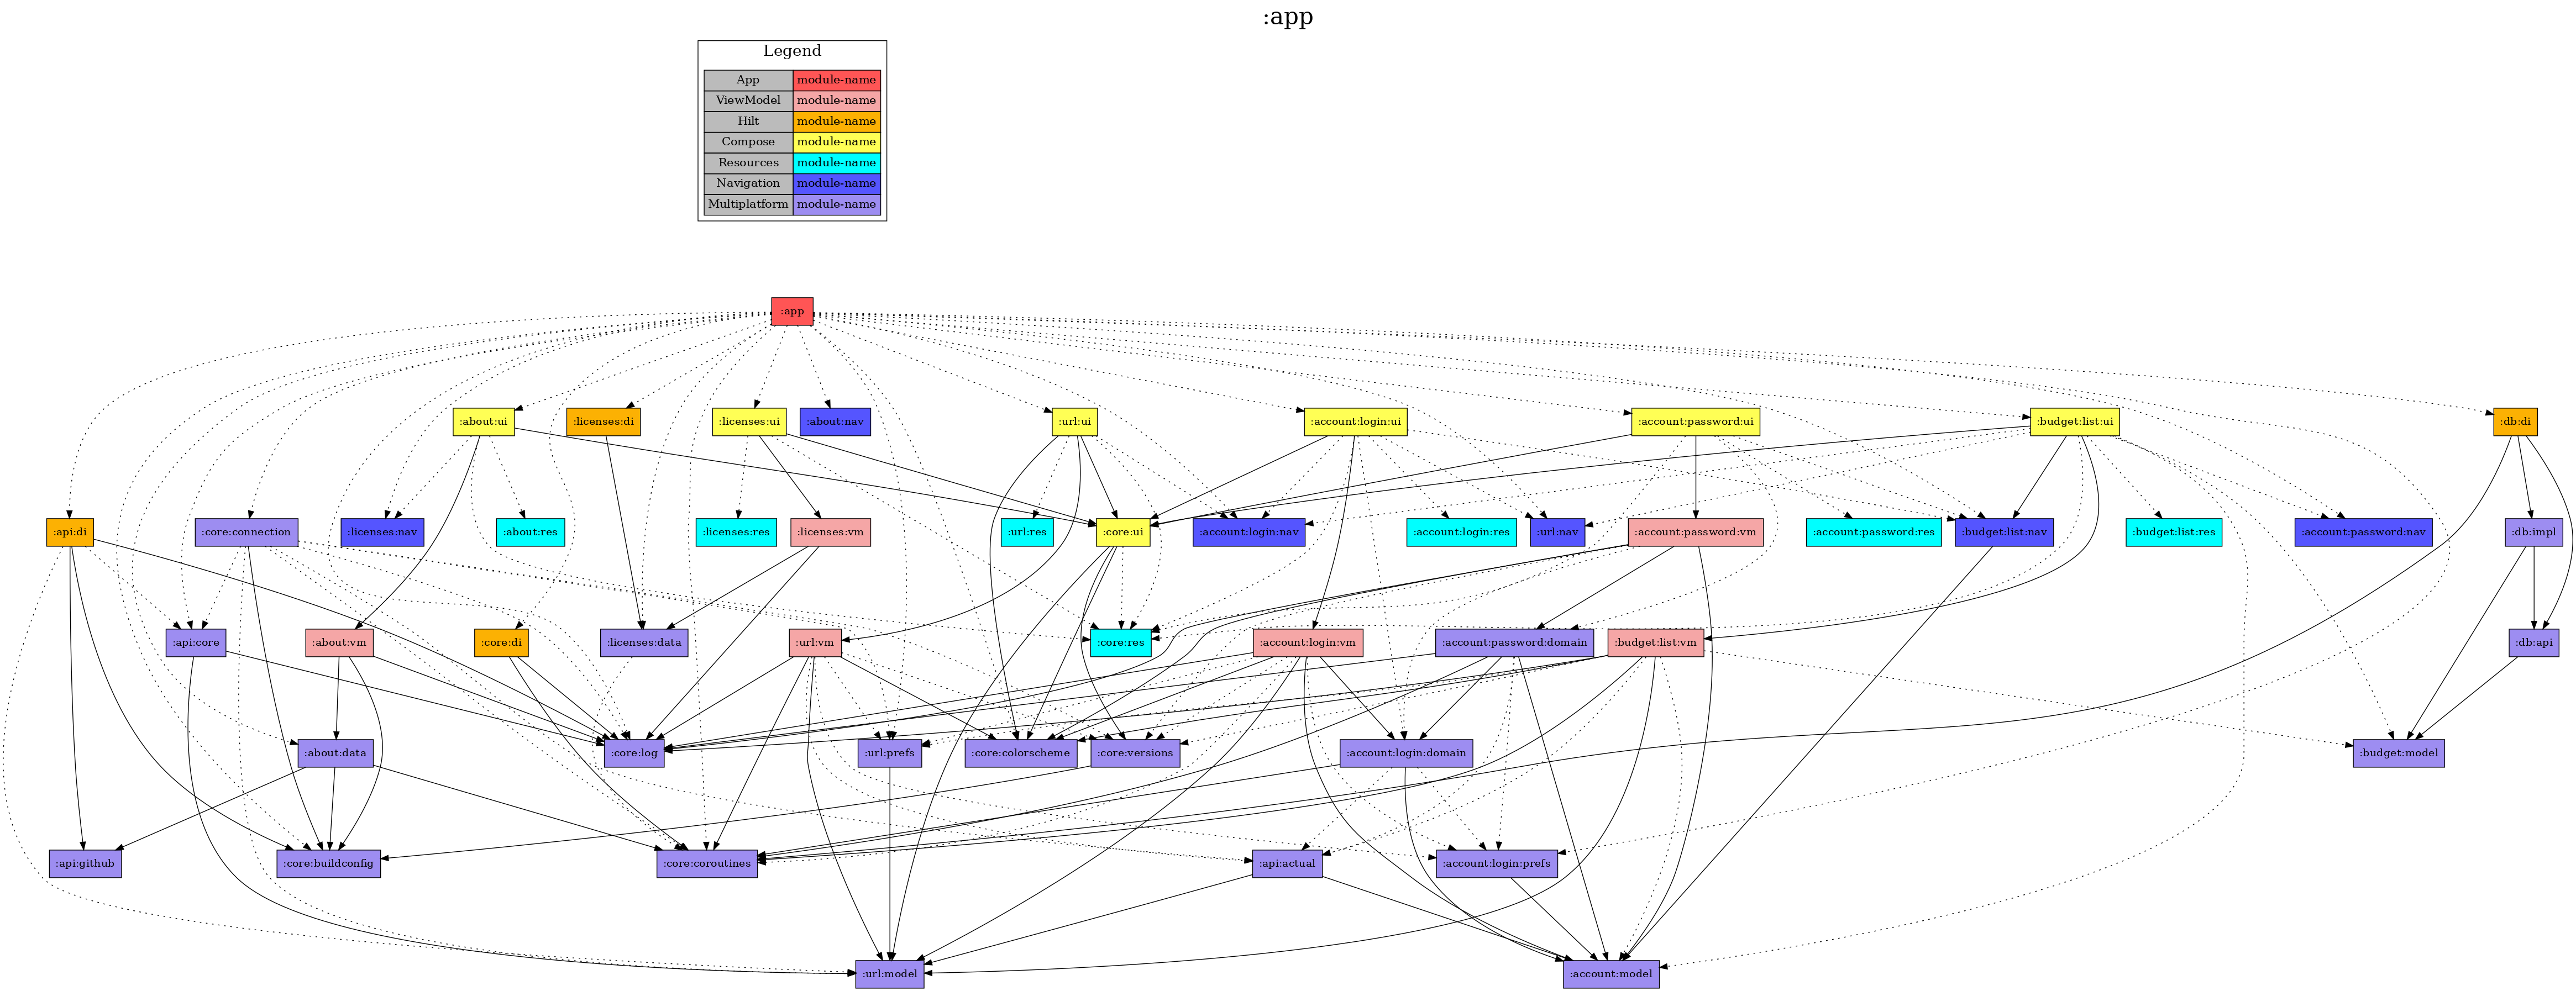 :app
Legend
App module-name
ViewModel module-name
Hilt module-name
Compose module-name
Resources module-name
Navigation module-name
Multiplatform module-name
:app
:about:ui :licenses:di :licenses:ui :about:nav :url:ui :account:login:ui :account:password:ui :budget:list:ui :db:di
:api:di :core:connection :licenses:nav :about:res :licenses:res :licenses:vm :url:res :core:ui :account:login:nav :account:login:res :url:nav :account:password:vm :account:password:res :budget:list:nav :budget:list:res :account:password:nav :db:impl
:api:core :about:vm :core:di :licenses:data :url:vm :core:res :account:login:vm :account:password:domain :budget:list:vm :db:api
:about:data :core:log :url:prefs :core:colorscheme :core:versions :account:login:domain :budget:model
:api:github :core:buildconfig :core:coroutines :api:actual :account:login:prefs
:url:model :account:model